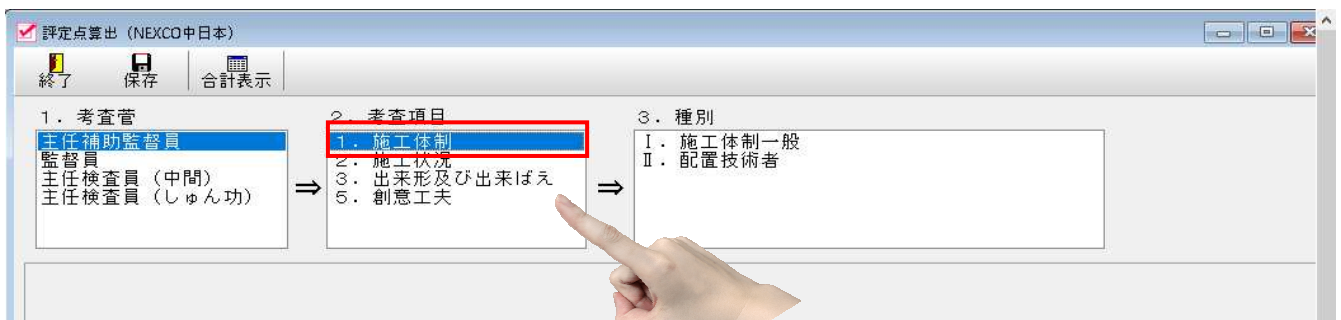 評定点算出（NEXCO中日本）
終了 保存 合計表示
1．考査菅 2．考査項目 3．種別
主任補助監督員
監督員
主任検査員（中間）
主任検査員（しゅん功）
⇒
1．施工体制
2．施工状況
3．出来形及び出来ばえ
5．創意工夫
⇒
Ⅰ．施工体制一般
Ⅱ．配置技術者